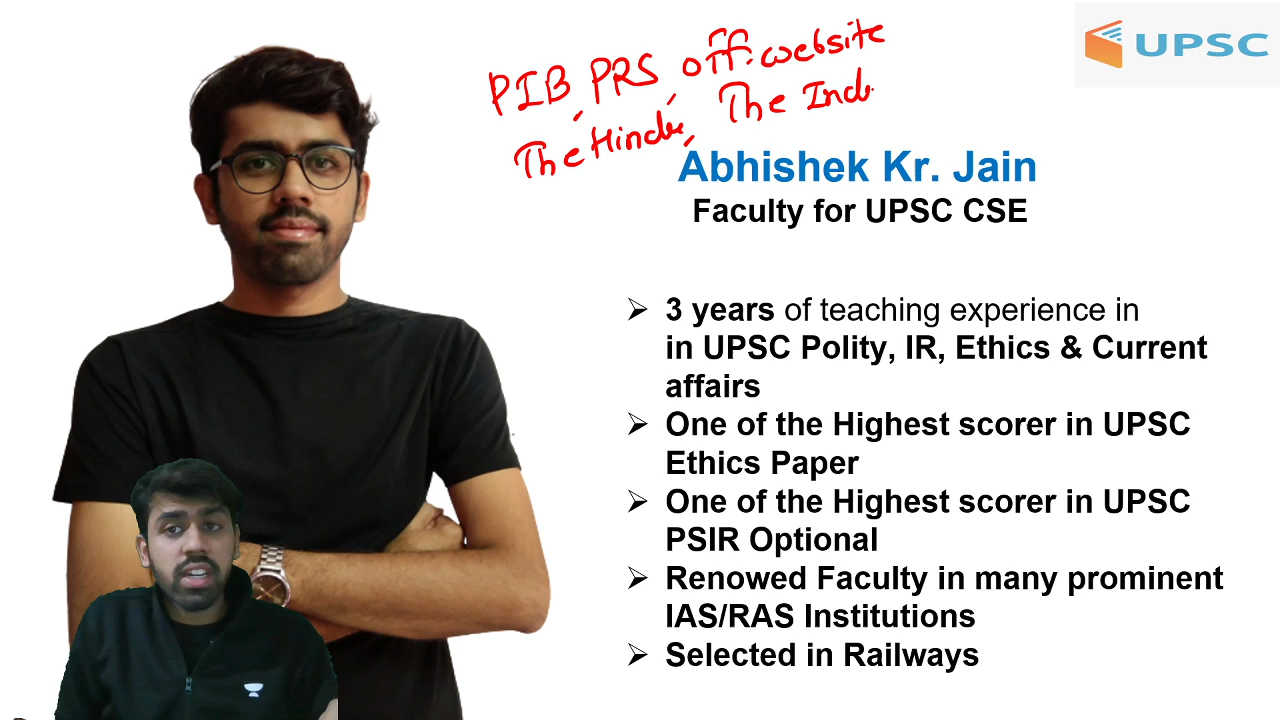 UPSC
PIB, PRS, off. website
The Hindu, The Ind
Abhishek Kr. Jain
Faculty for UPSC CSE
➢ 3 years of teaching experience in
in UPSC Polity, IR, Ethics & Current
affairs
➢ One of the Highest scorer in UPSC
Ethics Paper
➢ One of the Highest scorer in UPSC
PSIR Optional
➢ Renowed Faculty in many prominent
IAS/RAS Institutions
➢ Selected in Railways